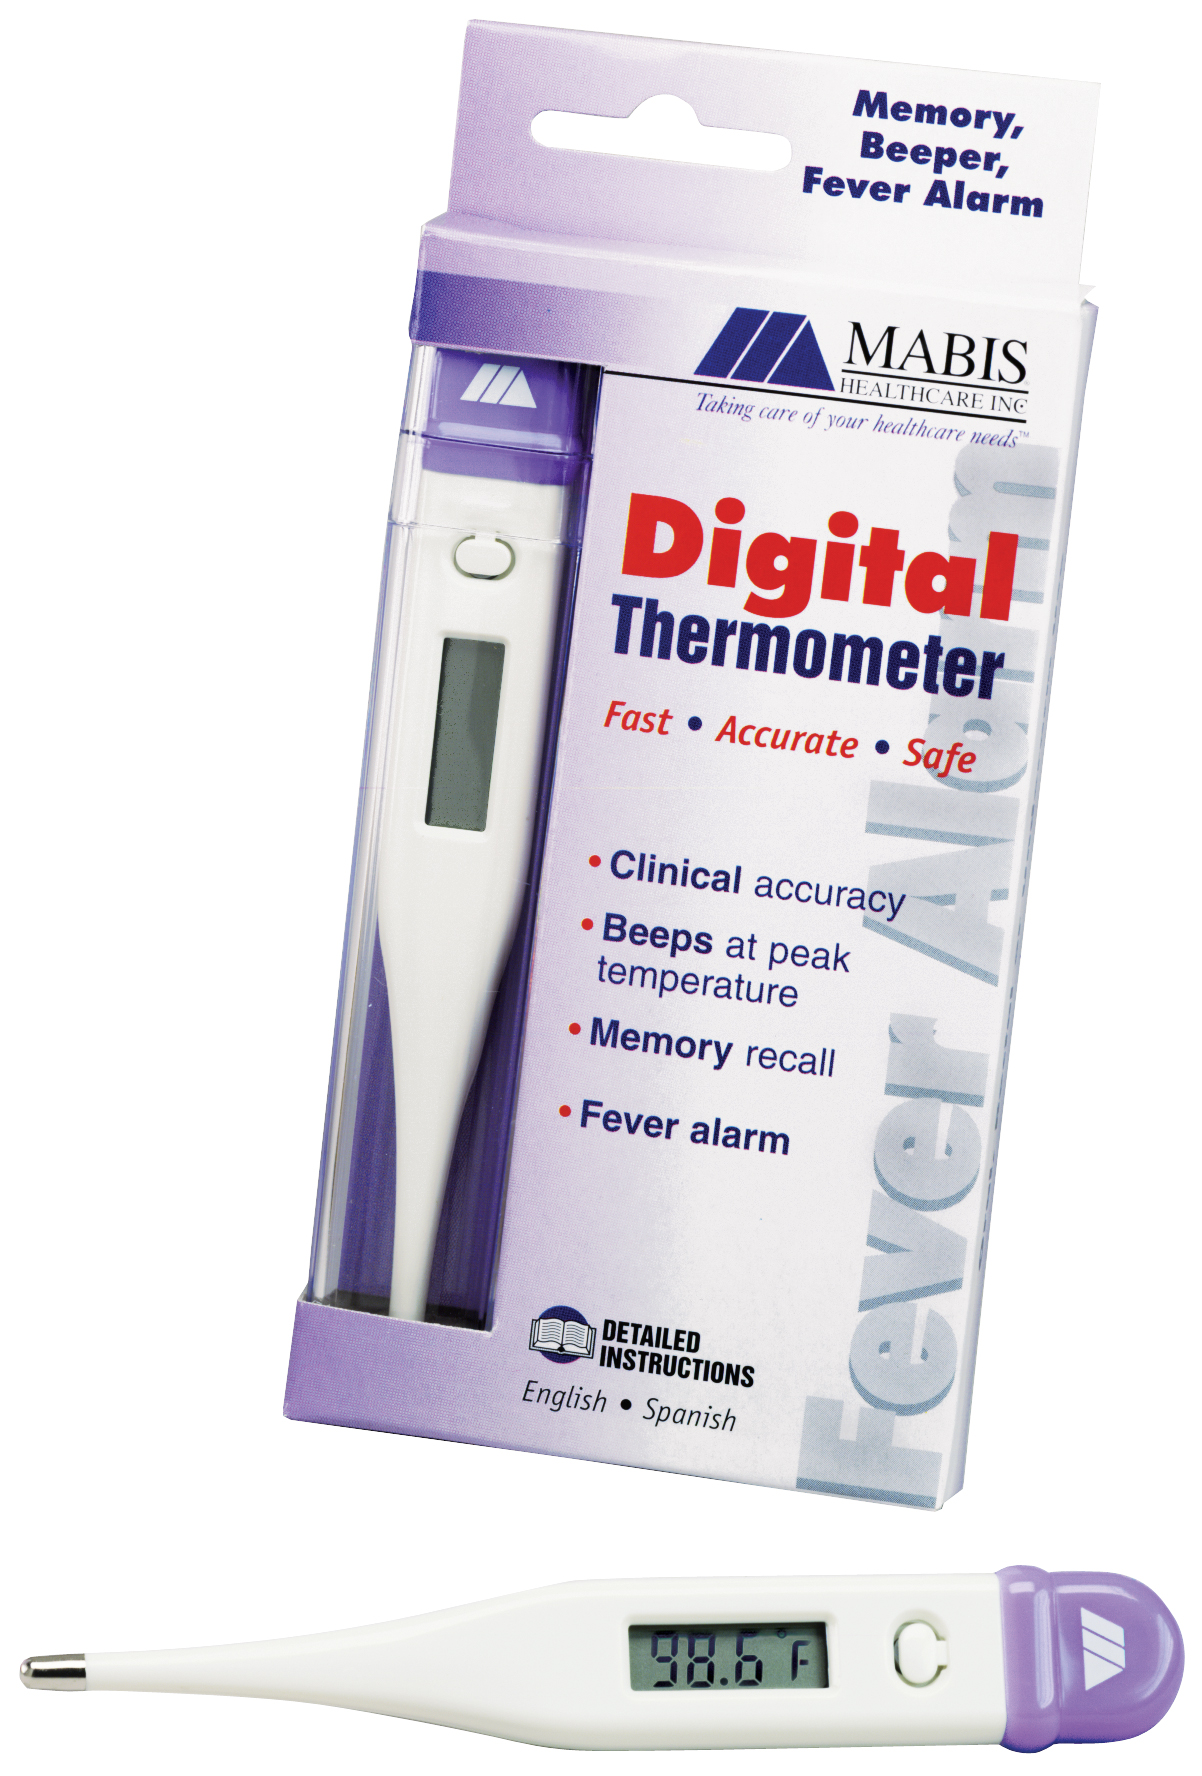 Memory,
Beeper,
Fever Alarm
MABIS
HEALTHCARE INC
Taking care of your healthcare needs™
Digital
Thermometer
Fast • Accurate • Safe
• Clinical accuracy
• Beeps at peak
temperature
• Memory recall
• Fever alarm
Fever Alarm
DETAILED
INSTRUCTIONS
English • Spanish
98.6°F